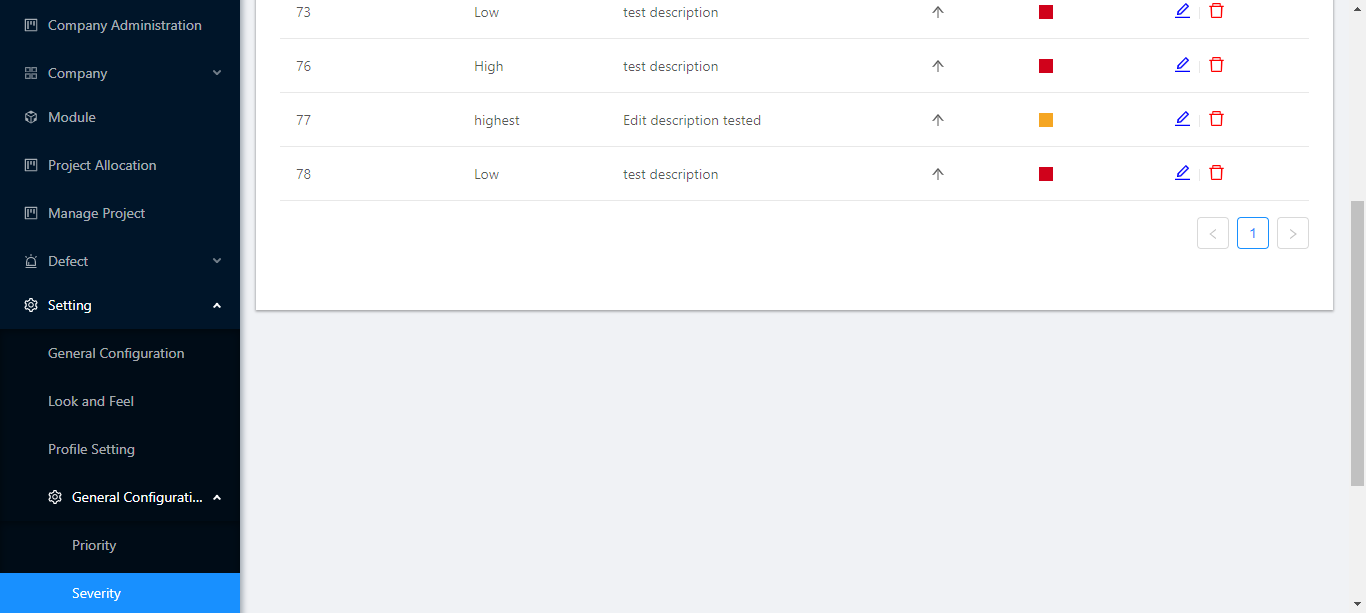 Company Administration
Company
Module
Project Allocation
Manage Project
Defect
Setting
General Configuration
Look and Feel
Profile Setting
General Configurati...
Priority
Severity
73 Low test description
76 High test description
77 highest Edit description tested
78 Low test description
1